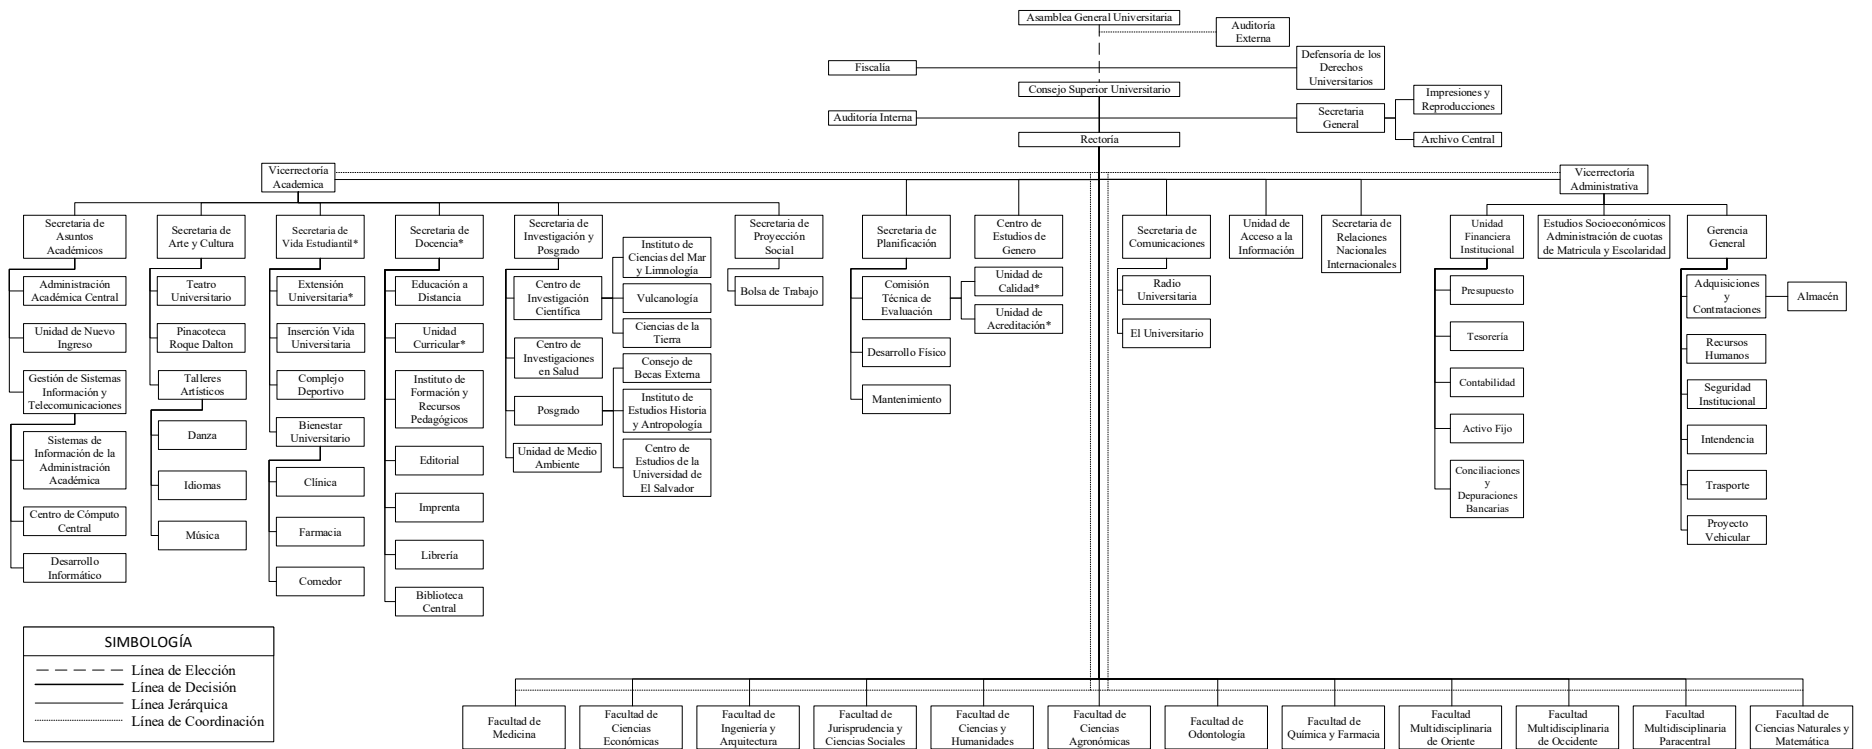 Asamblea General Universitaria
Auditoría
Externa
Fiscalía
Defensoría de los
Derechos
Universitarios
Consejo Superior Universitario
Auditoría Interna
Secretaria
General
Impresiones y
Reproducciones
Archivo Central
Rectoría
Vicerrectoría
Academica
Vicerrectoría
Administrativa
Secretaria de
Asuntos
Académicos
Administración
Académica Central
Unidad de Nuevo
Ingreso
Gestión de Sistemas
Información y
Telecomunicaciones
Sistemas de
Información de la
Administración
Académica
Centro de Cómputo
Central
Desarrollo
Informático
Secretaria de
Arte y Cultura
Teatro
Universitario
Pinacoteca
Roque Dalton
Talleres
Artísticos
Danza
Idiomas
Música
Secretaria de
Vida Estudiantil*
Extensión
Universitaria*
Inserción Vida
Universitaria
Complejo
Deportivo
Bienestar
Universitario
Clínica
Farmacia
Comedor
Secretaria de
Docencia*
Educación a
Distancia
Unidad
Curricular*
Instituto de
Formación y
Recursos
Pedagógicos
Editorial
Imprenta
Librería
Biblioteca
Central
Secretaria de
Investigación y
Posgrado
Centro de
Investigación
Científica
Instituto de
Ciencias del Mar
y Limnología
Vulcanología
Ciencias de la
Tierra
Centro de
Investigaciones
en Salud
Posgrado
Consejo de
Becas Externa
Instituto de
Estudios Historia
y Antropología
Centro de
Estudios de la
Universidad de
El Salvador
Unidad de Medio
Ambiente
Secretaria de
Proyección
Social
Bolsa de Trabajo
Secretaria de
Planificación
Comisión
Técnica de
Evaluación
Desarrollo Físico
Mantenimiento
Centro de
Estudios de
Genero
Unidad de
Calidad*
Unidad de
Acreditación*
Secretaria de
Comunicaciones
Radio
Universitaria
El Universitario
Unidad de
Acceso a la
Información
Secretaria de
Relaciones
Nacionales
Internacionales
Unidad
Financiera
Institucional
Presupuesto
Tesorería
Contabilidad
Activo Fijo
Conciliaciones
y
Depuraciones
Bancarias
Estudios Socioeconómicos
Administración de cuotas
de Matricula y Escolaridad
Gerencia
General
Adquisiciones
y
Contrataciones
Almacén
Recursos
Humanos
Seguridad
Institucional
Intendencia
Trasporte
Proyecto
Vehicular
SIMBOLOGÍA
Línea de Elección
Línea de Decisión
Línea Jerárquica
Línea de Coordinación
Facultad de
Medicina
Facultad de
Ciencias
Económicas
Facultad de
Ingeniería y
Arquitectura
Facultad de
Jurisprudencia y
Ciencias Sociales
Facultad de
Ciencias y
Humanidades
Facultad de
Ciencias
Agronómicas
Facultad de
Odontología
Facultad de
Química y Farmacia
Facultad
Multidisciplinaria
de Oriente
Facultad
Multidisciplinaria
de Occidente
Facultad
Multidisciplinaria
Paracentral
Facultad de
Ciencias Naturales y
Matemática